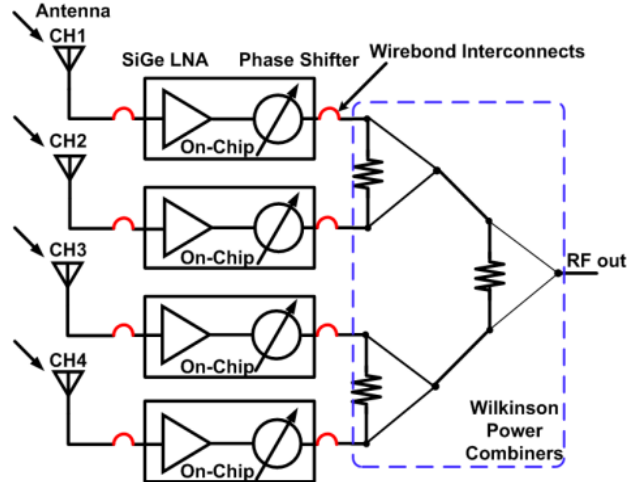 Antenna
CH1
SiGe LNA
Phase Shifter
Wirebond Interconnects
On-Chip
CH2
On-Chip
CH3
RF out
On-Chip
CH4
On-Chip
Wilkinson
Power
Combiners